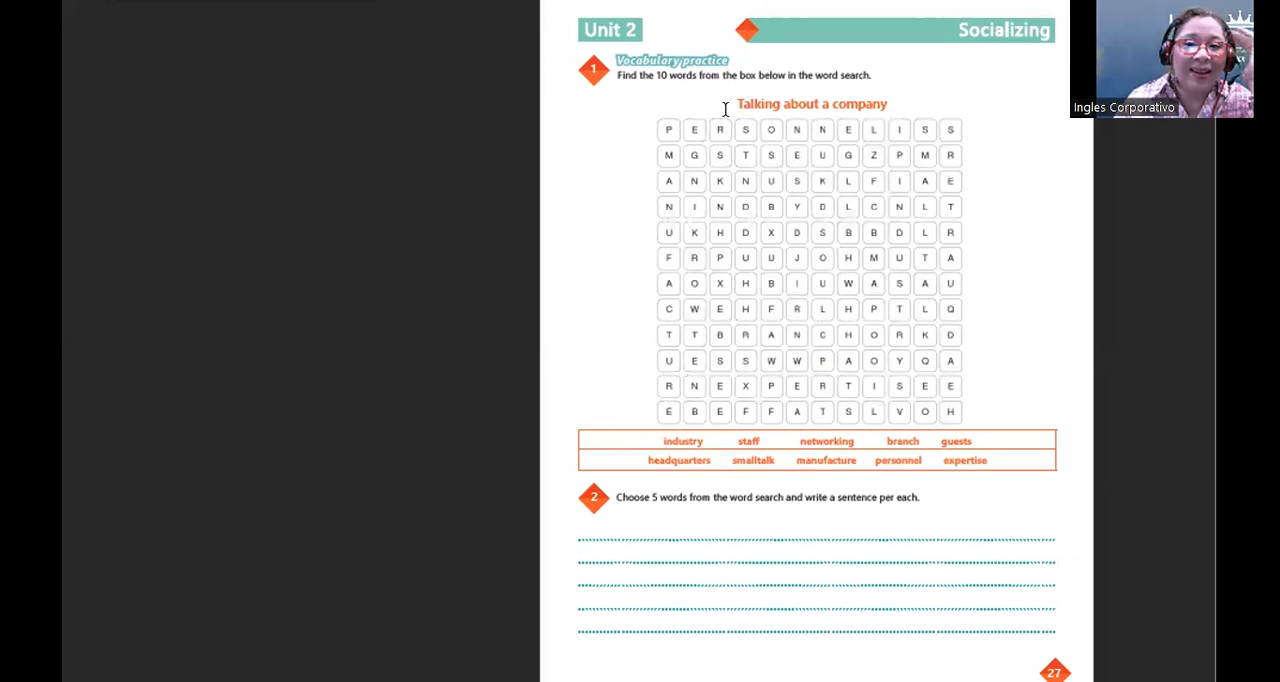 Unit 2
Socializing
1
Vocabulary practice
Find the 10 words from the box below in the word search.
Talking about a company
P E R S O N N E L I S S
M G S T S E U G Z P M R
A N K N U S K L F I A E
N I N D B Y D L C N L T
U K H D X D S B B D L R
F R P U U J O H M U T A
A O X H B I U W A S A U
C W E H F R L H P T L Q
T T B R A N C H O R K D
U E S S W W P A O Y Q A
R N E X P E R T I S E E
E B E F F A T S L V O H
industry staff networking branch guests
headquarters smalltalk manufacture personnel expertise
2
Choose 5 words from the word search and write a sentence per each.
27
Ingles Corporativo